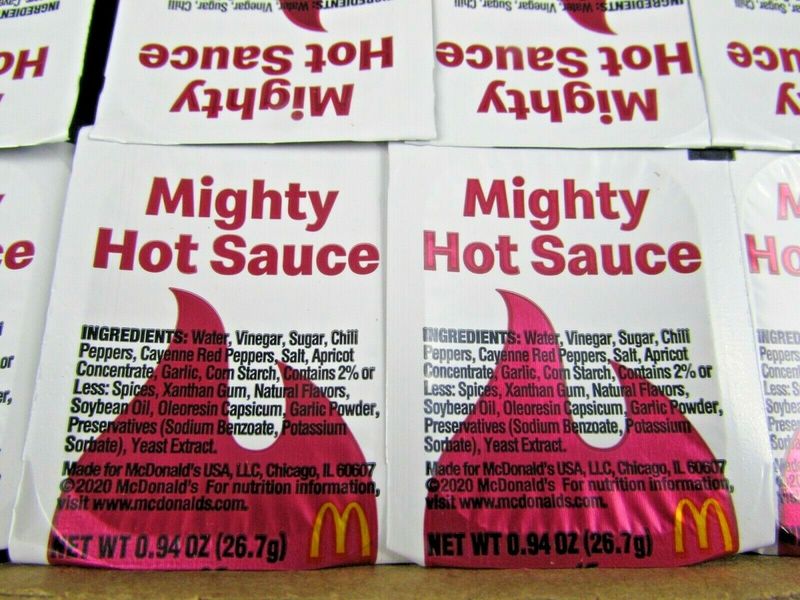 INGREDIENTS: Water, Vinegar, Sugar, Chili
Hot Sauce
Mighty
INGREDIENTS: Water, Vinegar, Sugar, Chili
Hot Sauce
Mighty
Mighty
Hot Sauce
INGREDIENTS: Water, Vinegar, Sugar, Chili
Peppers, Cayenne Red Peppers, Salt, Apricot
Concentrate, Garlic, Corn Starch, Contains 2% or
Less: Spices, Xanthan Gum, Natural Flavors,
Soybean Oil, Oleoresin Capsicum, Garlic Powder,
Preservatives (Sodium Benzoate, Potassium
Sorbate), Yeast Extract.
Made for McDonald's USA, LLC, Chicago, IL 60607
©2020 McDonald's For nutrition information,
visit www.mcdonalds.com.
NET WT 0.94 OZ (26.7g)
Mighty
Hot Sauce
INGREDIENTS: Water, Vinegar, Sugar, Chili
Peppers, Cayenne Red Peppers, Salt, Apricot
Concentrate, Garlic, Corn Starch, Contains 2% or
Less: Spices, Xanthan Gum, Natural Flavors,
Soybean Oil, Oleoresin Capsicum, Garlic Powder,
Preservatives (Sodium Benzoate, Potassium
Sorbate), Yeast Extract.
Made for McDonald's USA, LLC, Chicago, IL 60607
©2020 McDonald's For nutrition information,
visit www.mcdonalds.com.
NET WT 0.94 OZ (26.7g)